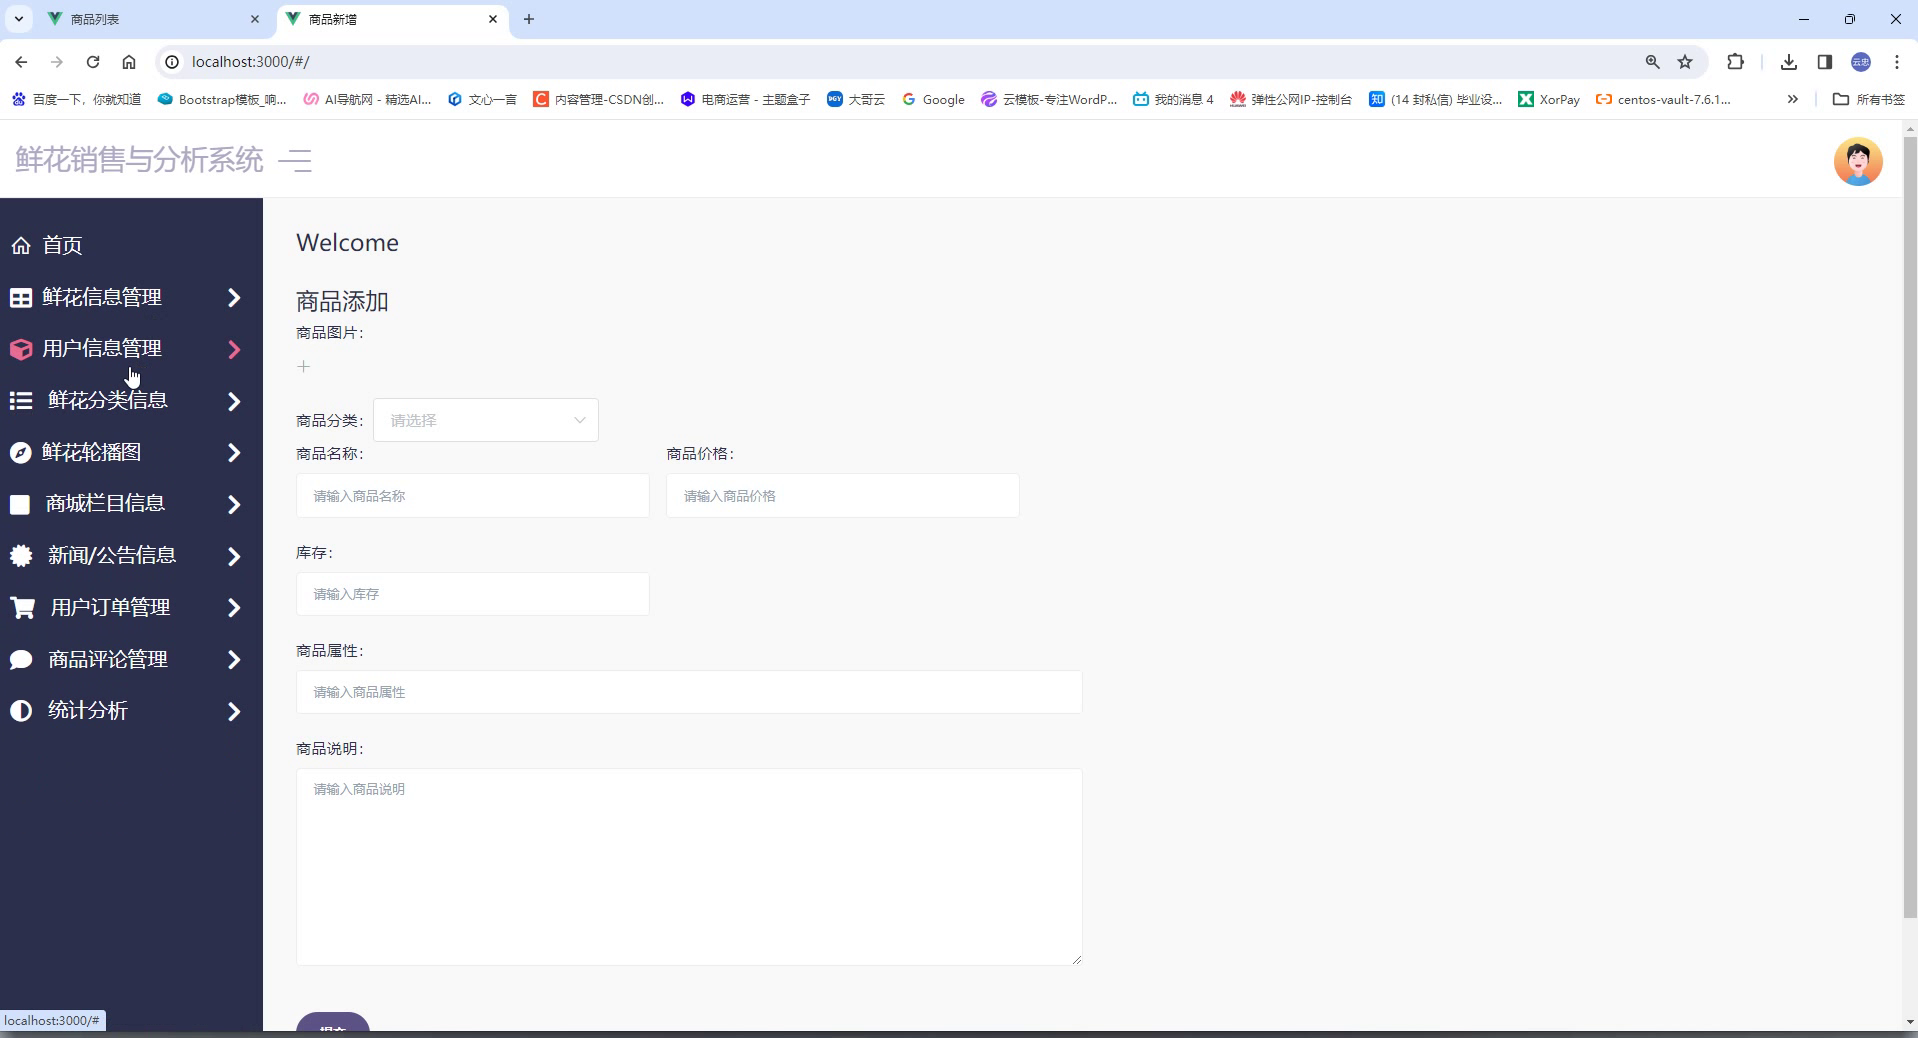 商品列表
商品新增
localhost:3000/#/
云忠
百度一下，你就知道
Bootstrap模板_响...
AI导航网 - 精选AI...
文心一言
内容管理-CSDN创...
电商运营 - 主题盒子
大哥云
Google
云模板-专注WordP...
我的消息 4
弹性公网IP-控制台
(14 封私信) 毕业设...
XorPay
centos-vault-7.6.1...
所有书签
鲜花销售与分析系统
首页
鲜花信息管理
用户信息管理
鲜花分类信息
鲜花轮播图
商城栏目信息
新闻/公告信息
用户订单管理
商品评论管理
统计分析
Welcome
商品添加
商品图片：
商品分类：
请选择
商品名称：
商品价格：
请输入商品名称
请输入商品价格
库存：
请输入库存
商品属性：
请输入商品属性
商品说明：
请输入商品说明
提交
localhost:3000/#